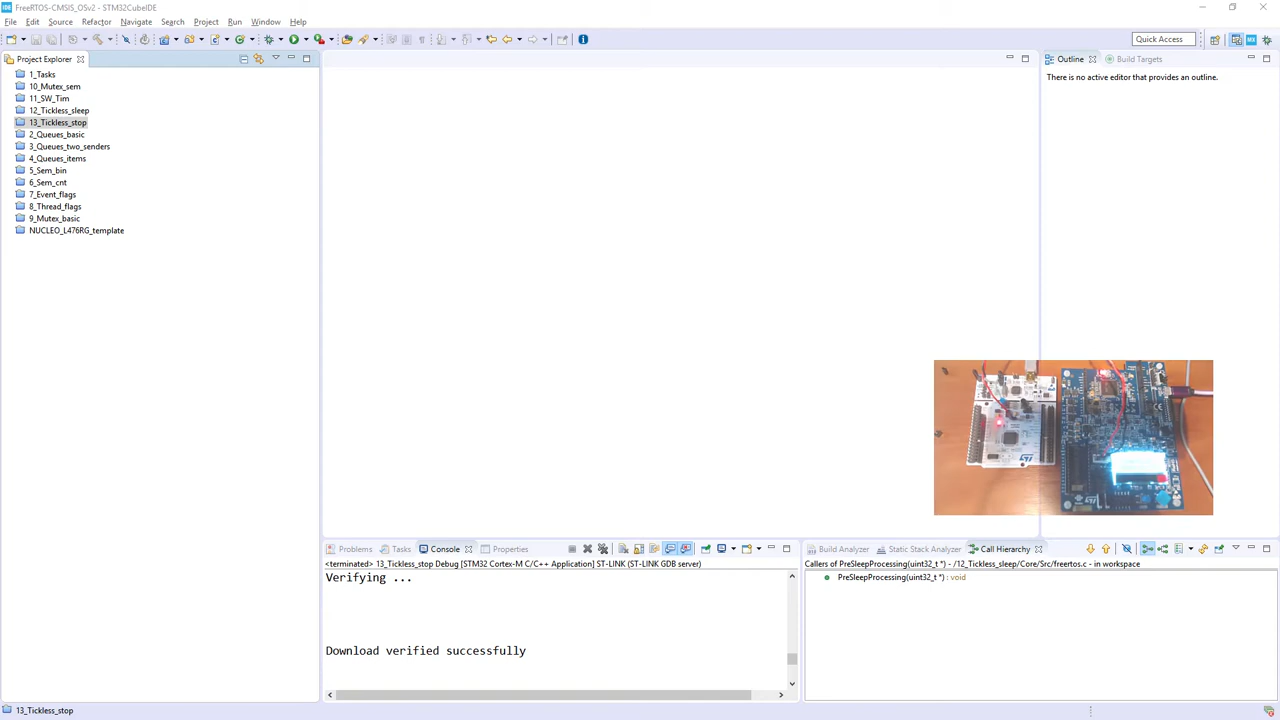 FreeRTOS-CMSIS_OSv2 - STM32CubeIDE
File Edit Source Refactor Navigate Search Project Run Window Help
Quick Access
Project Explorer
1_Tasks
10_Mutex_sem
11_SW_Tim
12_Tickless_sleep
13_Tickless_stop
2_Queues_basic
3_Queues_two_senders
4_Queues_items
5_Sem_bin
6_Sem_cnt
7_Event_flags
8_Thread_flags
9_Mutex_basic
NUCLEO_L476RG_template
Outline Build Targets
There is no active editor that provides an outline.
Problems Tasks Console Properties
<terminated> 13_Tickless_stop Debug [STM32 Cortex-M C/C++ Application] ST-LINK (ST-LINK GDB server)
Verifying ...
Download verified successfully
Build Analyzer Static Stack Analyzer Call Hierarchy
Callers of PreSleepProcessing(uint32_t *) - /12_Tickless_sleep/Core/Src/freertos.c - in workspace
PreSleepProcessing(uint32_t *) : void
13_Tickless_stop